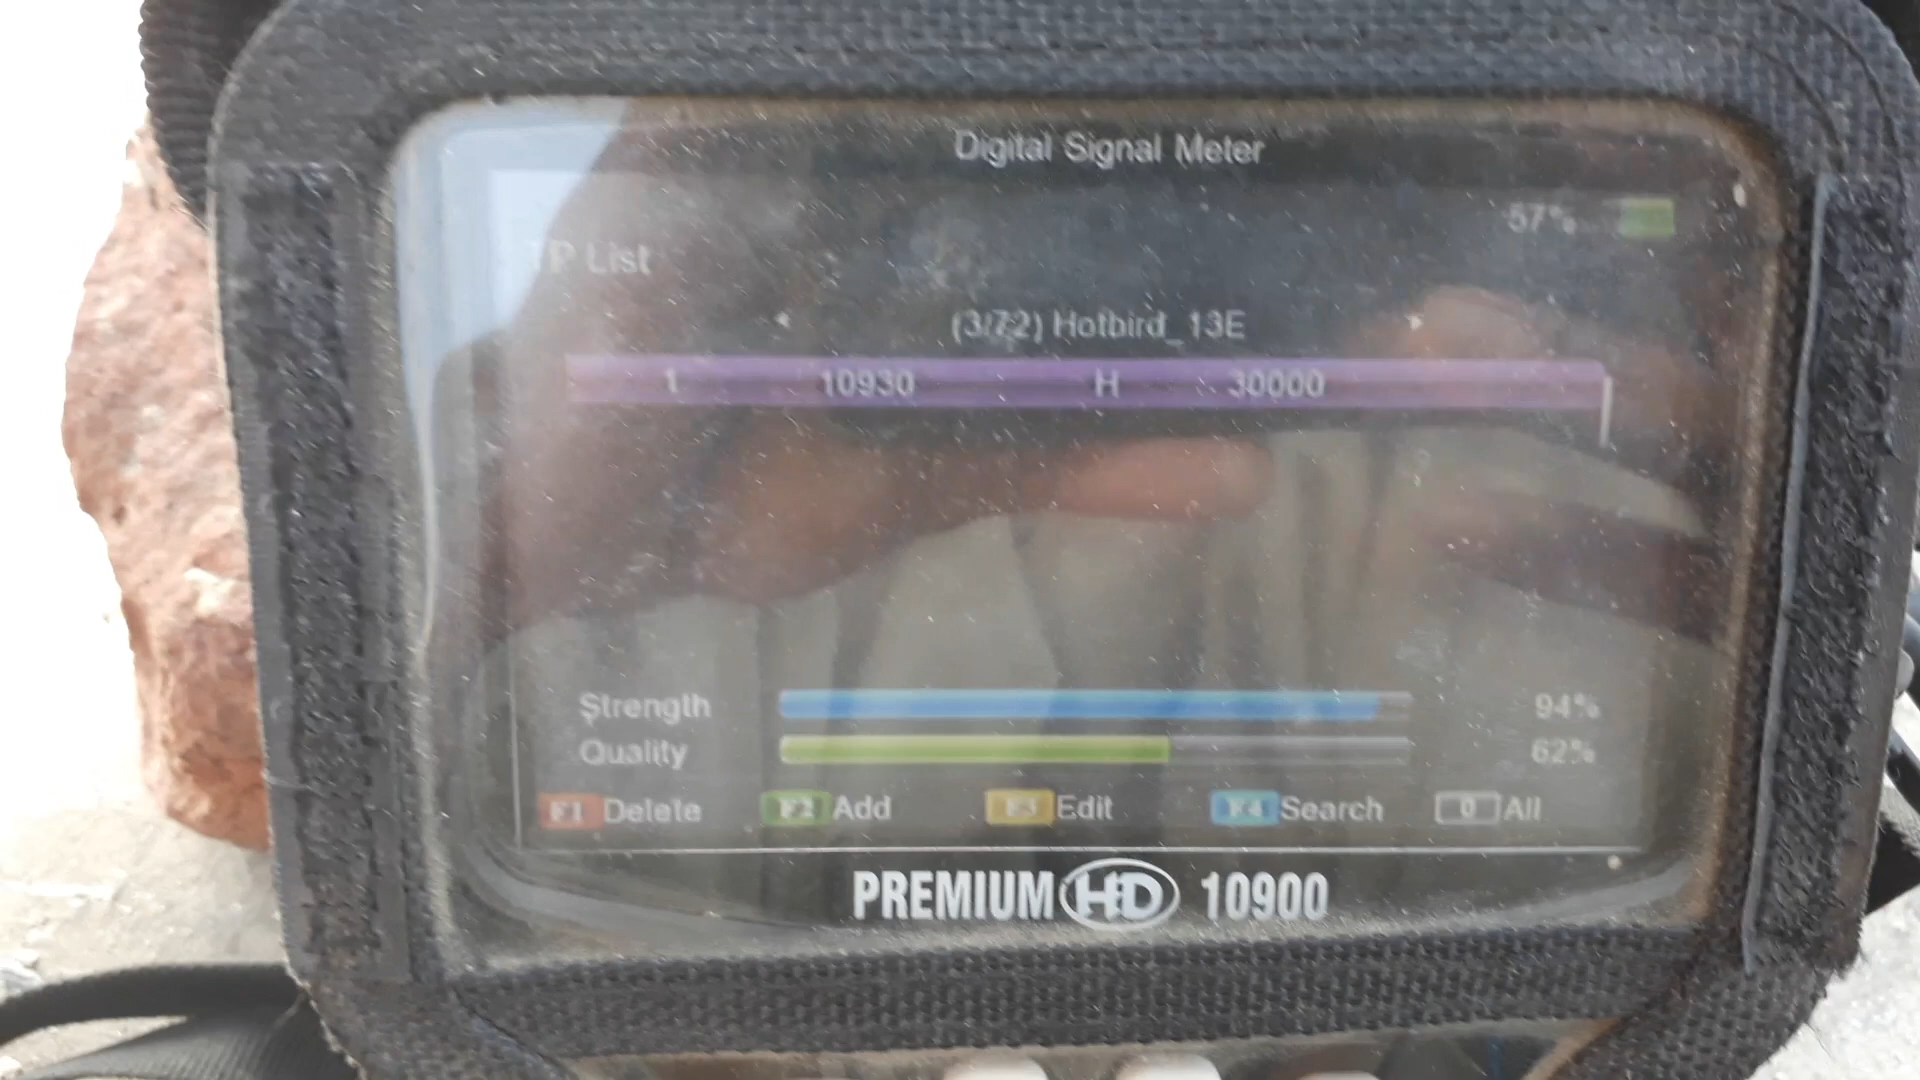 Digital Signal Meter
57%
TP List
(3/72) Hotbird_13E
1 10930 H 30000
Strength 94%
Quality 62%
F1 Delete F2 Add F3 Edit F4 Search 0 All
PREMIUM HD 10900